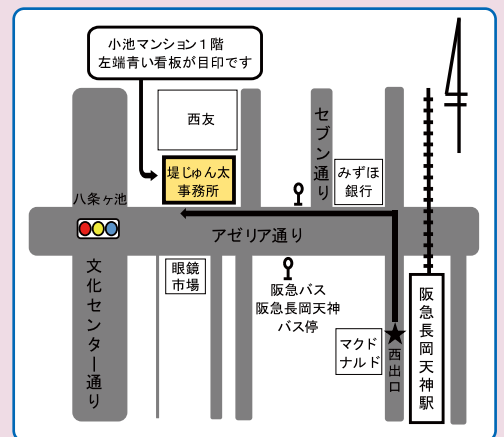 小池マンション１階
左端青い看板が目印です
西友
堤じゅん太
事務所
セブン通り
みずほ
銀行
八条ヶ池
アゼリア通り
文化センター通り
眼鏡
市場
阪急バス
阪急長岡天神
バス停
マクド
ナルド
西出口
阪急長岡天神駅